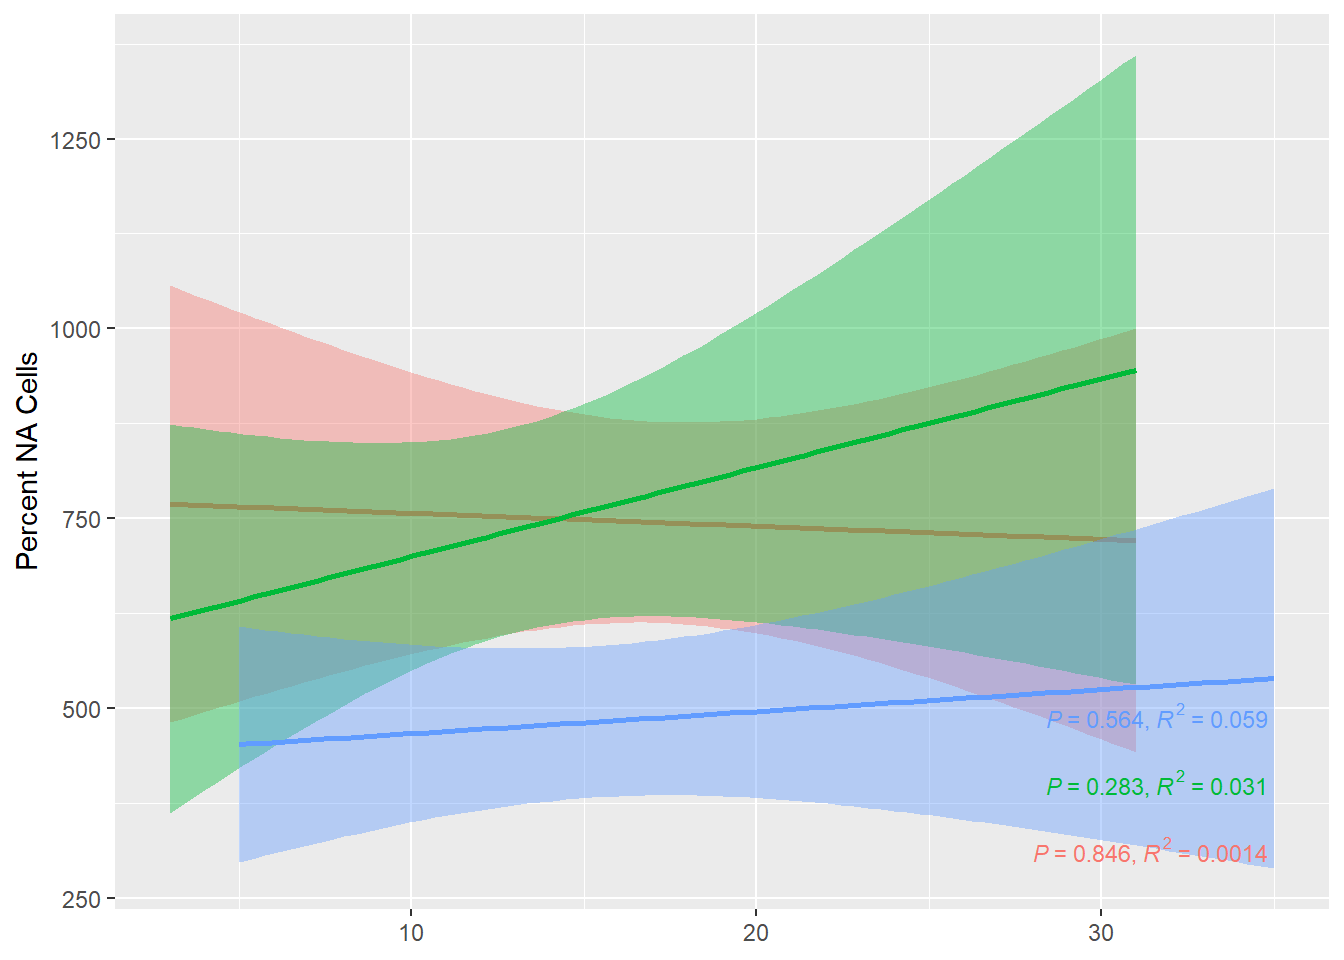 Percent NA Cells
1250
1000
750
500
250
P = 0.564, R² = 0.059
P = 0.283, R² = 0.031
P = 0.846, R² = 0.0014
10 20 30